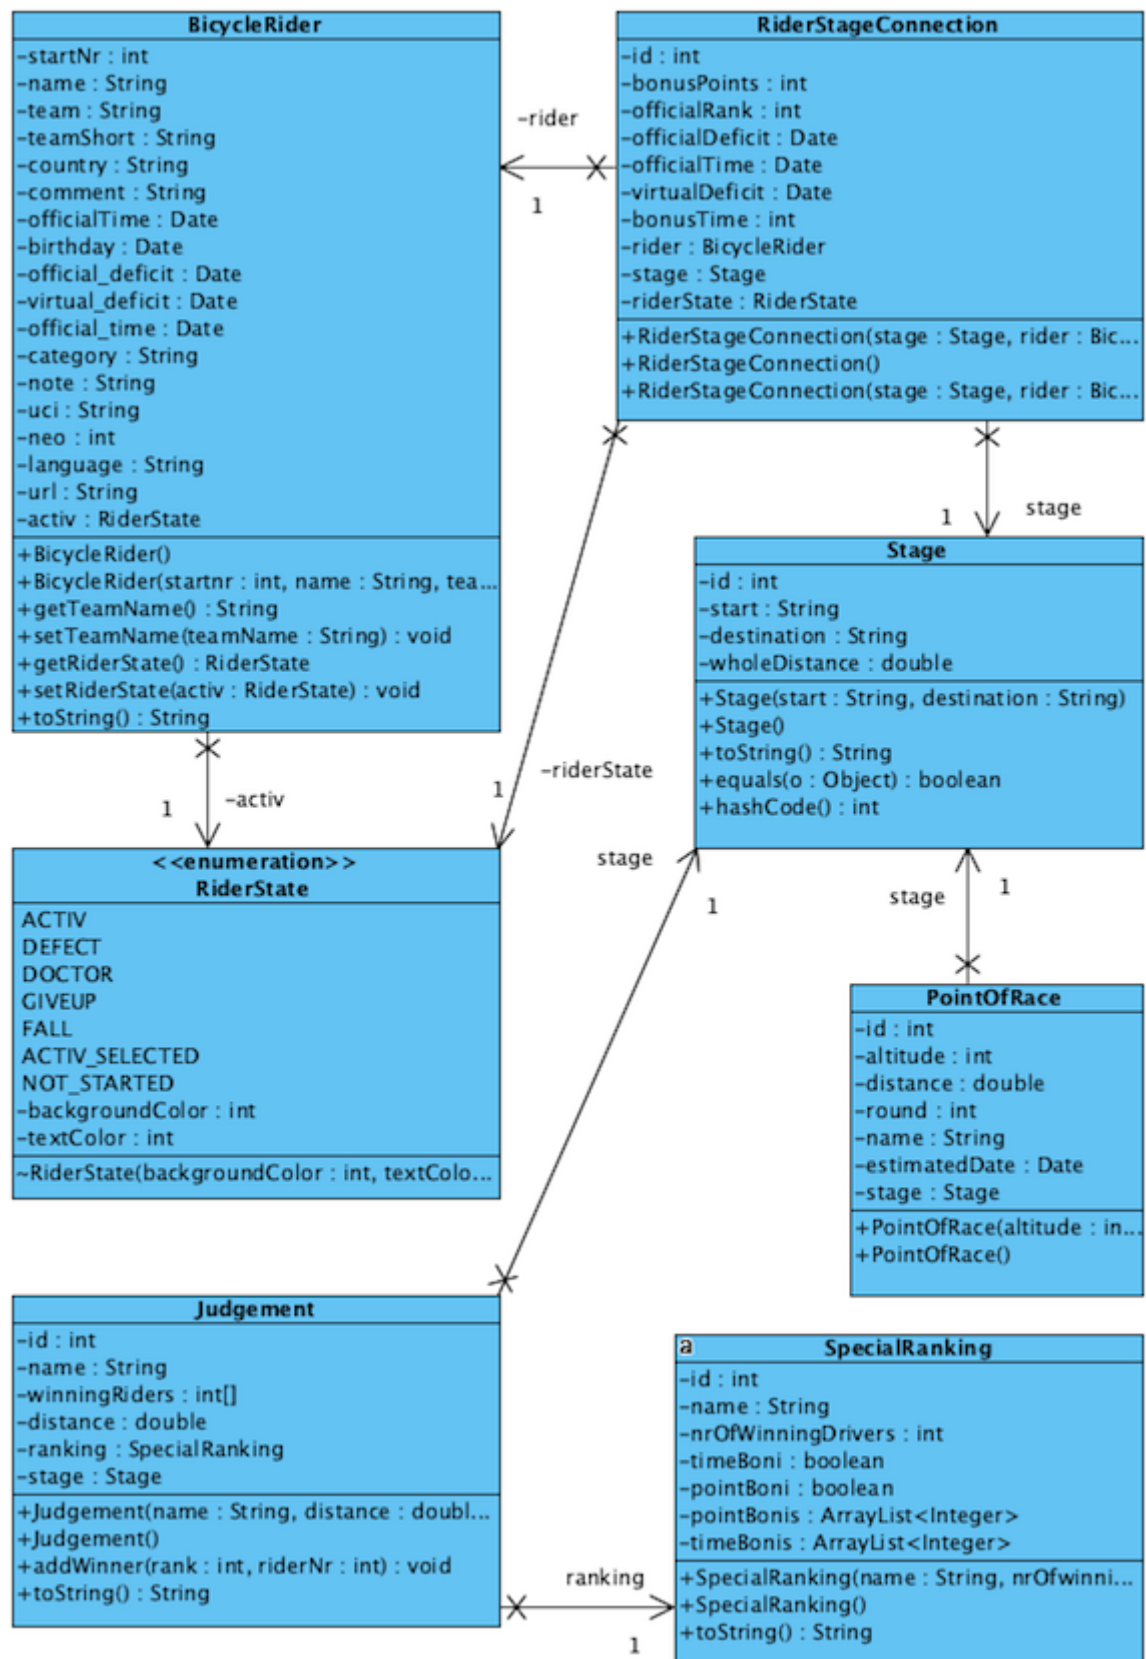 BicycleRider
-startNr : int
-name : String
-team : String
-teamShort : String
-country : String
-comment : String
-officialTime : Date
-birthday : Date
-official_deficit : Date
-virtual_deficit : Date
-official_time : Date
-category : String
-note : String
-uci : String
-neo : int
-language : String
-url : String
-activ : RiderState
+BicycleRider()
+BicycleRider(startnr : int, name : String, tea...
+getTeamName() : String
+setTeamName(teamName : String) : void
+getRiderState() : RiderState
+setRiderState(activ : RiderState) : void
+toString() : String
-rider
1
RiderStageConnection
-id : int
-bonusPoints : int
-officialRank : int
-officialDeficit : Date
-officialTime : Date
-virtualDeficit : Date
-bonusTime : int
-rider : BicycleRider
-stage : Stage
-riderState : RiderState
+RiderStageConnection(stage : Stage, rider : Bic...
+RiderStageConnection()
+RiderStageConnection(stage : Stage, rider : Bic...
1
stage
Stage
-id : int
-start : String
-destination : String
-wholeDistance : double
+Stage(start : String, destination : String)
+Stage()
+toString() : String
+equals(o : Object) : boolean
+hashCode() : int
1
-activ
1
-riderState
<<enumeration>>
RiderState
ACTIV
DEFECT
DOCTOR
GIVEUP
FALL
ACTIV_SELECTED
NOT_STARTED
-backgroundColor : int
-textColor : int
~RiderState(backgroundColor : int, textColo...
stage
1
stage
1
PointOfRace
-id : int
-altitude : int
-distance : double
-round : int
-name : String
-estimatedDate : Date
-stage : Stage
+PointOfRace(altitude : in...
+PointOfRace()
Judgement
-id : int
-name : String
-winningRiders : int[]
-distance : double
-ranking : SpecialRanking
-stage : Stage
+Judgement(name : String, distance : doubl...
+Judgement()
+addWinner(rank : int, riderNr : int) : void
+toString() : String
ranking
1
a
SpecialRanking
-id : int
-name : String
-nrOfWinningDrivers : int
-timeBoni : boolean
-pointBoni : boolean
-pointBonis : ArrayList<Integer>
-timeBonis : ArrayList<Integer>
+SpecialRanking(name : String, nrOfwinni...
+SpecialRanking()
+toString() : String